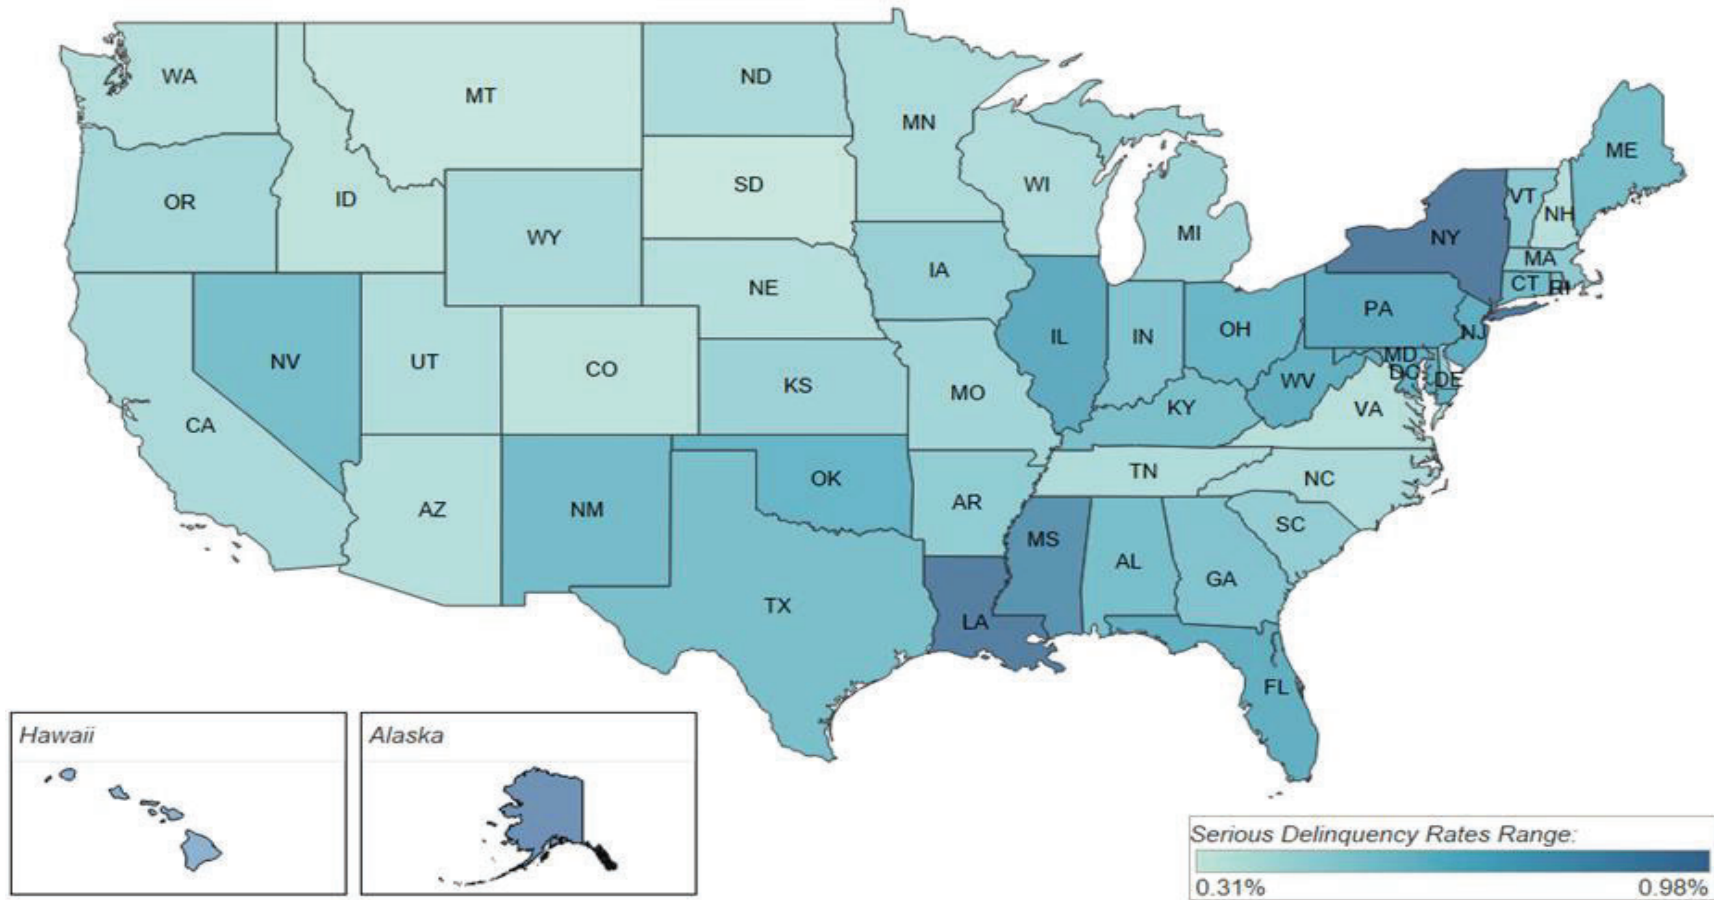 WA
MT
ND
MN
ME
OR
ID
SD
WI
VT
NH
MI
NY
WY
MA
IA
NE
CT RI
PA
NV
UT
CO
IL
IN
OH
NJ
MD
DC
DE
KS
WV
MO
KY
VA
CA
TN
OK
NC
AZ
NM
AR
SC
MS
AL
GA
TX
LA
FL
Hawaii
Alaska
Serious Delinquency Rates Range:
0.31% 0.98%